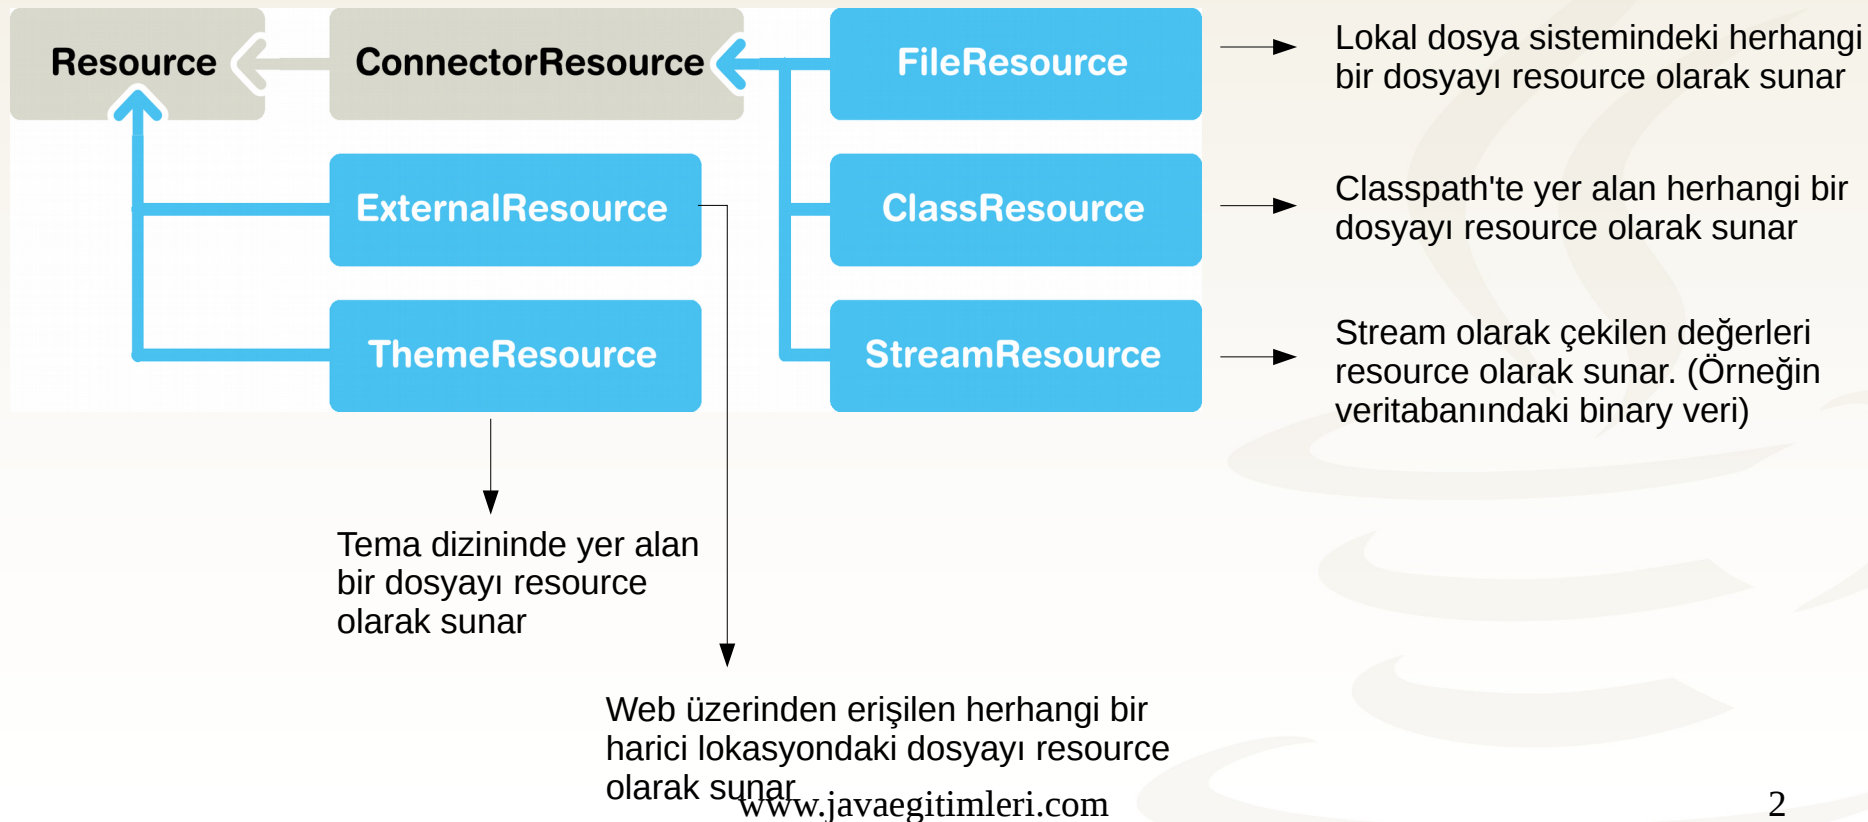 Resource
ConnectorResource
FileResource
Lokal dosya sistemindeki herhangi
bir dosyayı resource olarak sunar
ExternalResource
ClassResource
Classpath'te yer alan herhangi bir
dosyayı resource olarak sunar
ThemeResource
StreamResource
Stream olarak çekilen değerleri
resource olarak sunar. (Örneğin
veritabanındaki binary veri)
Tema dizininde yer alan
bir dosyayı resource
olarak sunar
Web üzerinden erişilen herhangi bir
harici lokasyondaki dosyayı resource
olarak sunar
www.javaegitimleri.com
2